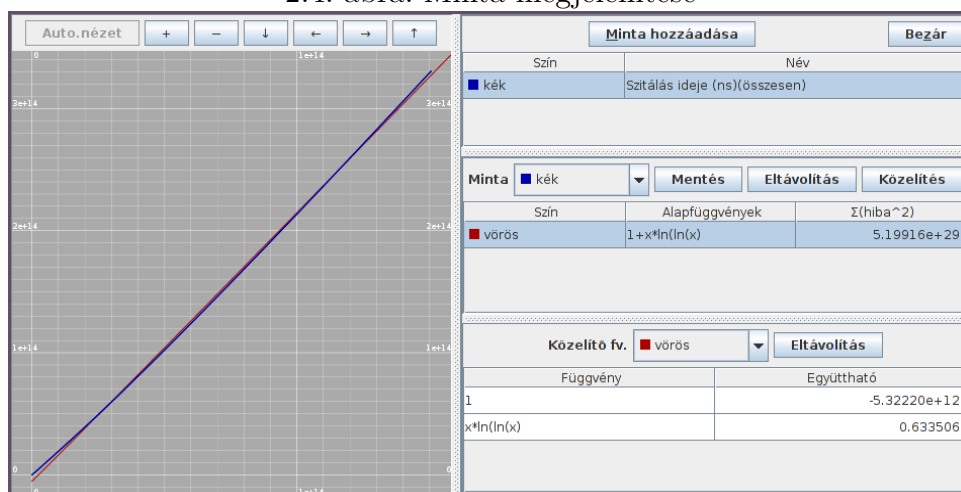 2.4. ábra. Minta megjelenítése
Auto.nézet + − ↓ ← → ↑
0 1e+14
3e+14 3e+14
2e+14 2e+14
1e+14 1e+14
0 0
0 1e+14
Minta hozzáadása Bezár
Szín Név
kék Szitálás ideje (ns)(összesen)
Minta kék Mentés Eltávolítás Közelítés
Szín Alapfüggvények Σ(hiba^2)
vörös 1+x*ln(ln(x) 5.19916e+29
Közelítő fv. vörös Eltávolítás
Függvény Együttható
1 -5.32220e+12
x*ln(ln(x) 0.633506